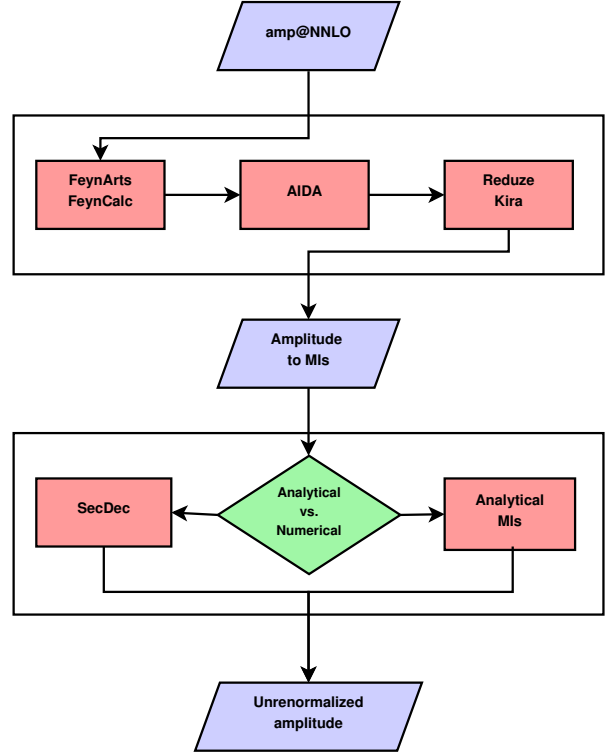 amp@NNLO
FeynArts
FeynCalc
AIDA
Reduze
Kira
Amplitude
to MIs
SecDec
Analytical
vs.
Numerical
Analytical
MIs
Unrenormalized
amplitude